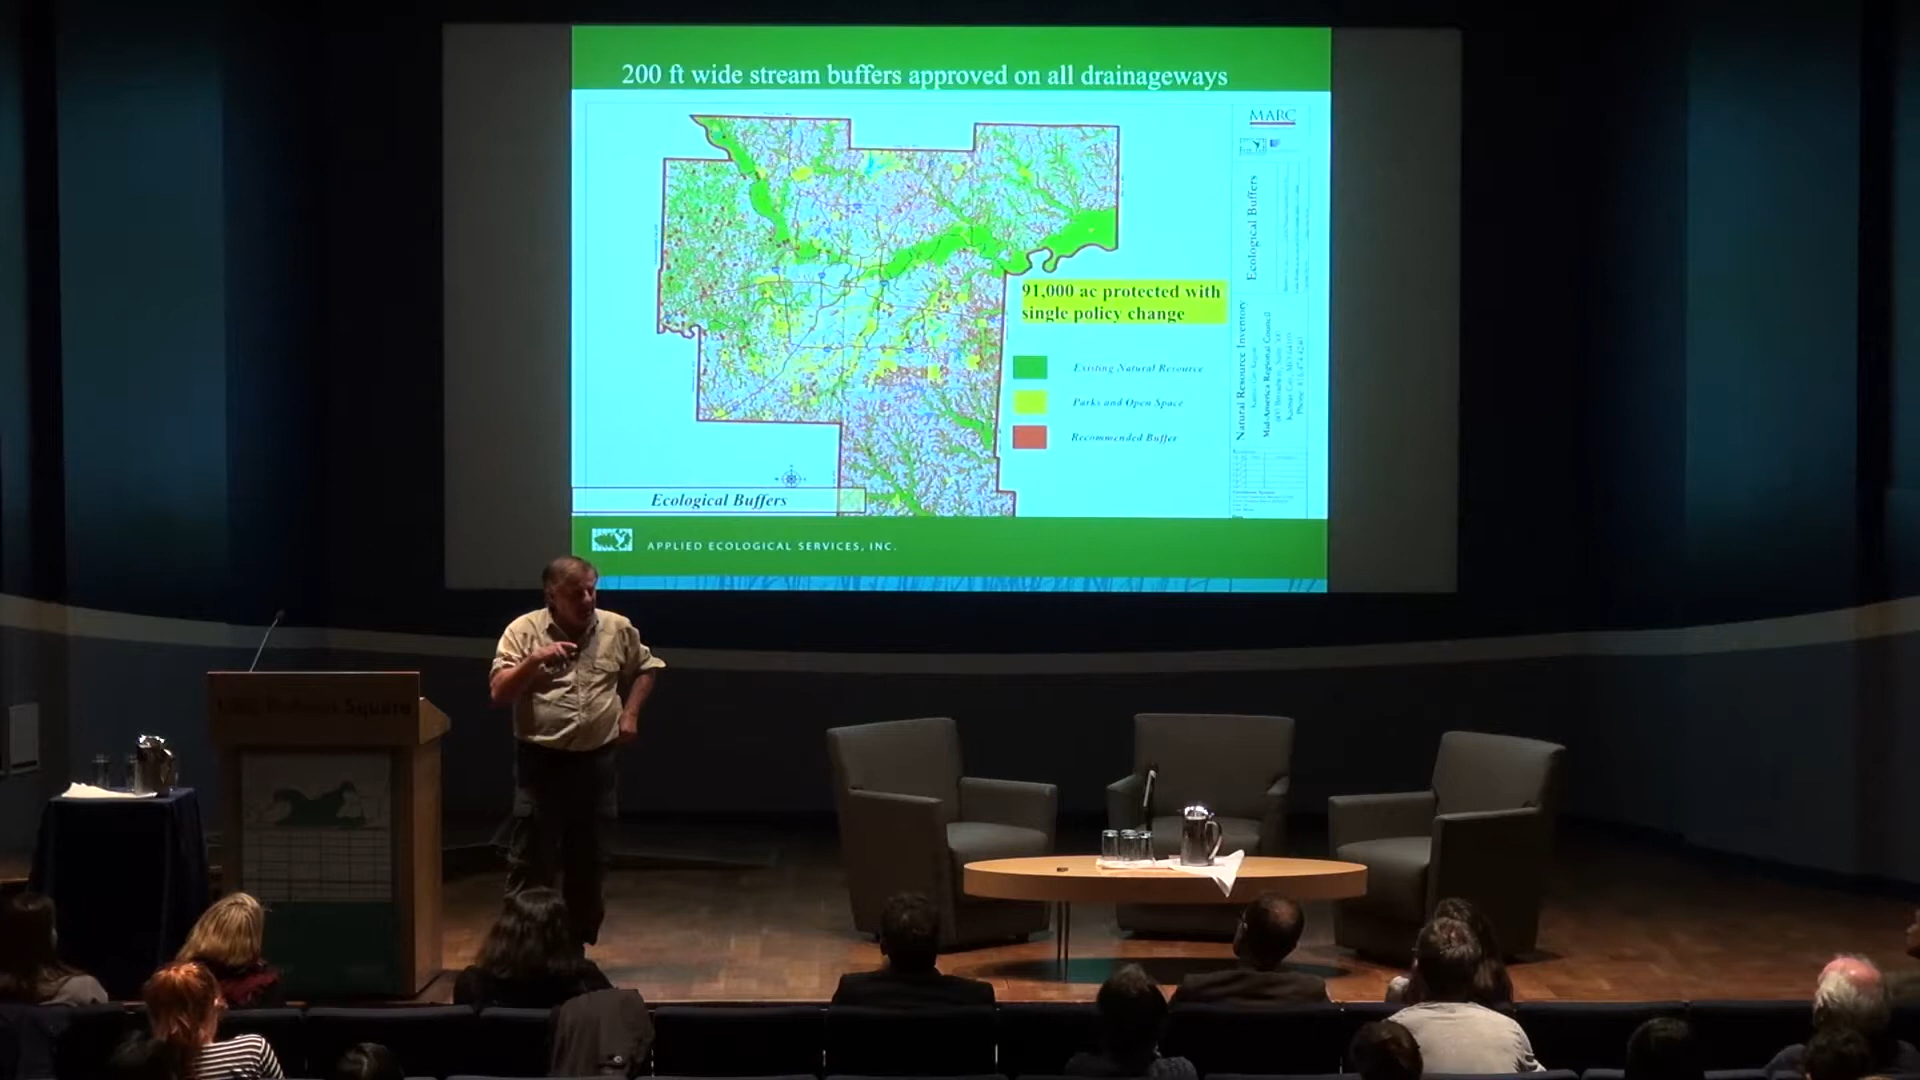 200 ft wide stream buffers approved on all drainageways
MARC
Ecological Buffers
91,000 ac protected with
single policy change
Existing Natural Resource
Parks and Open Space
Recommended Buffer
Natural Resource Inventory
Mid-America Regional Council
Ecological Buffers
APPLIED ECOLOGICAL SERVICES, INC.
Square